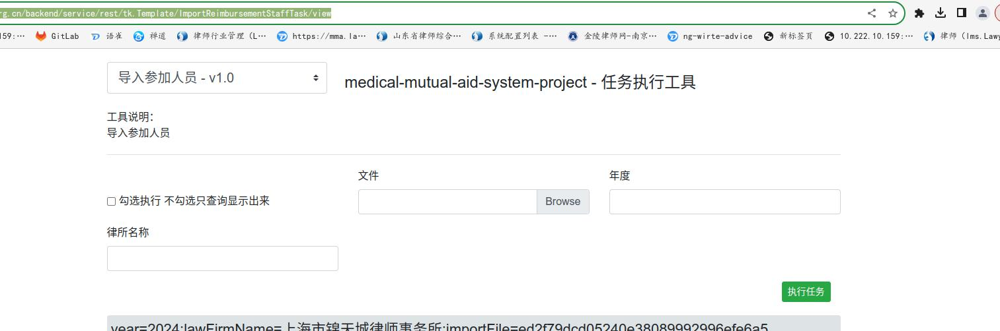 rg.cn/backend/service/rest/tk.Template/ImportReimbursementStaffTask/view
159:… GitLab 语雀 禅道 律师行业管理 (L… https://mma.la… 山东省律师综合… 系统配置列表 -… 金陵律师网-南京… ng-wirte-advice 新标签页 10.222.10.159:… 律师 (lms.Lawy
导入参加人员 - v1.0
medical-mutual-aid-system-project - 任务执行工具
工具说明:
导入参加人员
文件
年度
勾选执行 不勾选只查询显示出来
Browse
律所名称
执行任务
year=2024;lawFirmName=上海市锦天城律师事务所;importFile=ed2f79dcd05240e38089992996efe6a5